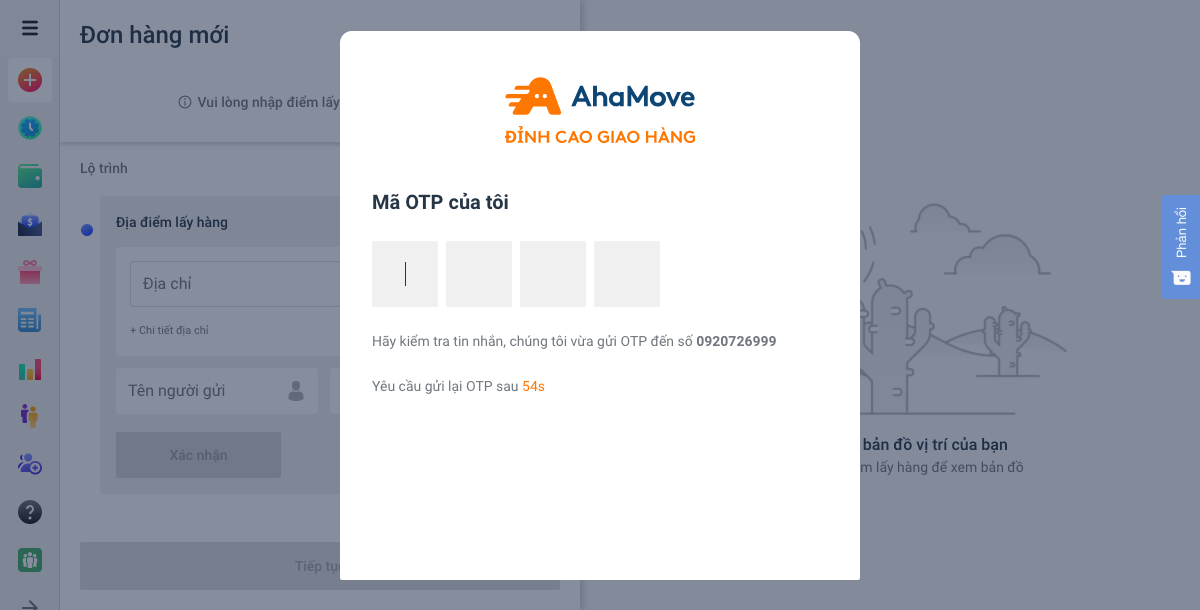 Đơn hàng mới
Vui lòng nhập điểm lấy
Lộ trình
Địa điểm lấy hàng
Địa chỉ
+ Chi tiết địa chỉ
Tên người gửi
Xác nhận
Tiếp tục
AhaMove
ĐỈNH CAO GIAO HÀNG
Mã OTP của tôi
Hãy kiểm tra tin nhắn, chúng tôi vừa gửi OTP đến số 0920726999
Yêu cầu gửi lại OTP sau 54s
bản đồ vị trí của bạn
lấy hàng để xem bản đồ
Phản hồi